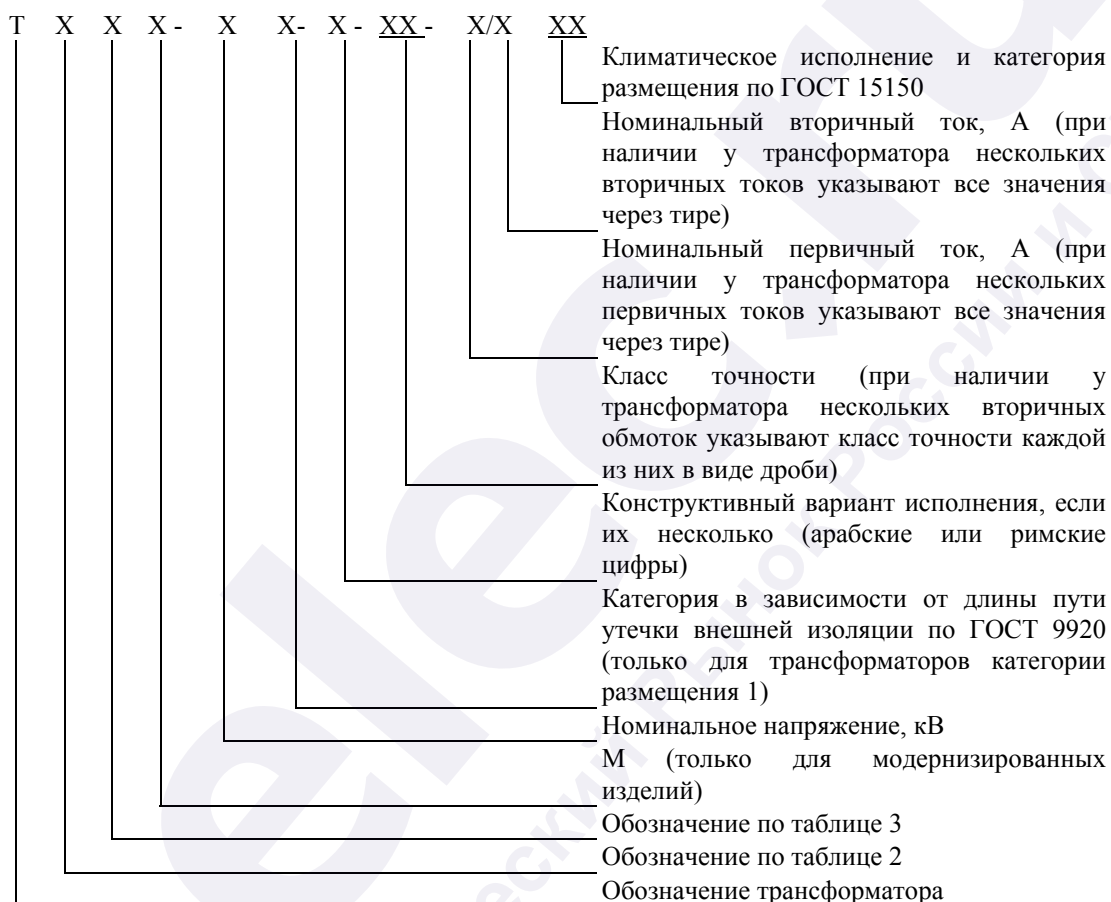 Т Х Х Х - Х Х- Х - ХХ - Х/Х ХХ
Климатическое исполнение и категория
размещения по ГОСТ 15150
Номинальный вторичный ток, А (при
наличии у трансформатора нескольких
вторичных токов указывают все значения
через тире)
Номинальный первичный ток, А (при
наличии у трансформатора нескольких
первичных токов указывают все значения
через тире)
Класс точности (при наличии у
трансформатора нескольких вторичных
обмоток указывают класс точности каждой
из них в виде дроби)
Конструктивный вариант исполнения, если
их несколько (арабские или римские
цифры)
Категория в зависимости от длины пути
утечки внешней изоляции по ГОСТ 9920
(только для трансформаторов категории
размещения 1)
Номинальное напряжение, кВ
М (только для модернизированных
изделий)
Обозначение по таблице 3
Обозначение по таблице 2
Обозначение трансформатора
elec.ru
рынок России и